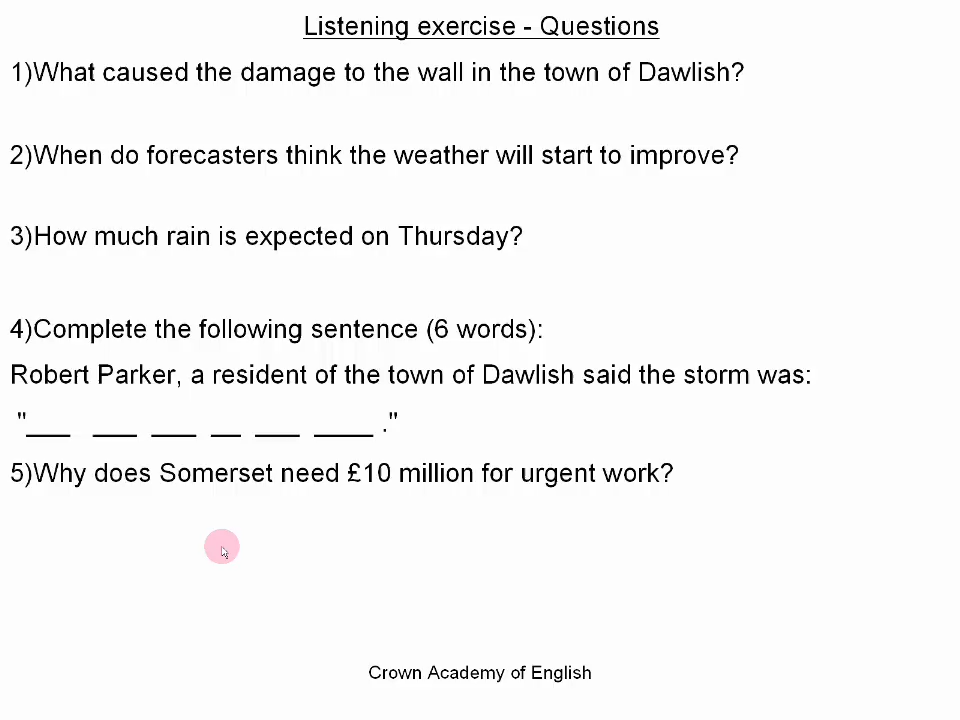 Listening exercise - Questions
1)What caused the damage to the wall in the town of Dawlish?
2)When do forecasters think the weather will start to improve?
3)How much rain is expected on Thursday?
4)Complete the following sentence (6 words):
Robert Parker, a resident of the town of Dawlish said the storm was:
"___ ___ ___ __ ___ ____ ."
5)Why does Somerset need £10 million for urgent work?
Crown Academy of English